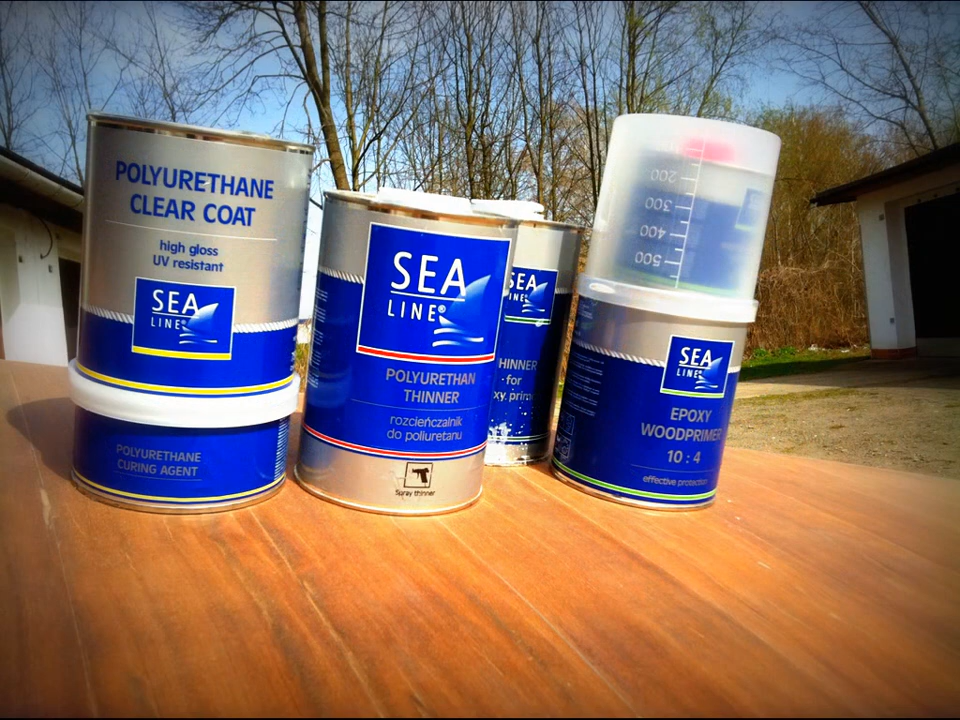 POLYURETHANE
CLEAR COAT
high gloss
UV resistant
SEA
LINE®
POLYURETHANE
CURING AGENT
SEA
LINE®
POLYURETHAN
THINNER
rozcieńczalnik
do poliuretanu
Spray thinner
SEA
LINE®
HINNER
for
xy prim
200
300
400
500
SEA
LINE®
EPOXY
WOODPRIMER
10 : 4
effective protection